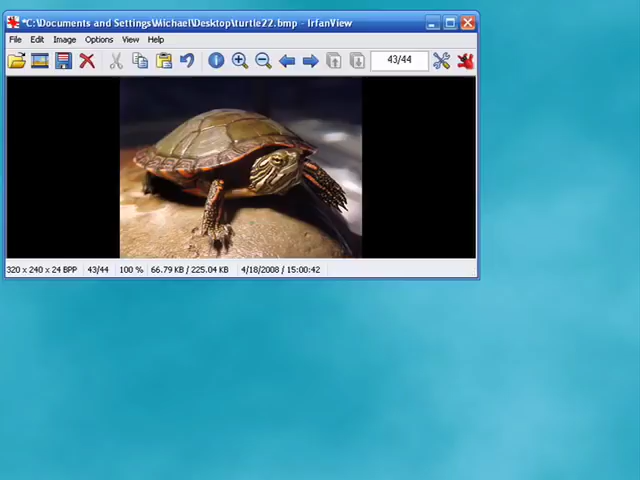 *C:\Documents and Settings\Michael\Desktop\turtle22.bmp - IrfanView
File Edit Image Options View Help
43/44
320 x 240 x 24 BPP 43/44 100 % 66.79 KB / 225.04 KB 4/18/2008 / 15:00:42